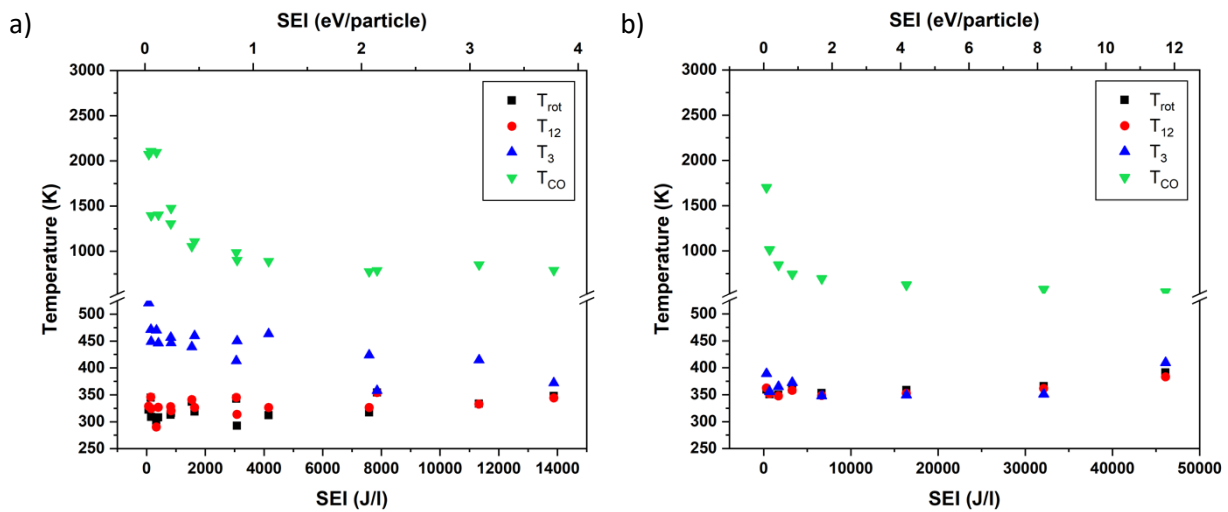 a)
SEI (eV/particle)
0 1 2 3 4
3000
2500
2000
1500
1000
500
450
400
350
300
250
Temperature (K)
T_rot
T_12
T_3
T_CO
0 2000 4000 6000 8000 10000 12000 14000
SEI (J/l)
b)
SEI (eV/particle)
0 2 4 6 8 10 12
3000
2500
2000
1500
1000
500
450
400
350
300
250
Temperature (K)
T_rot
T_12
T_3
T_CO
0 10000 20000 30000 40000 50000
SEI (J/l)